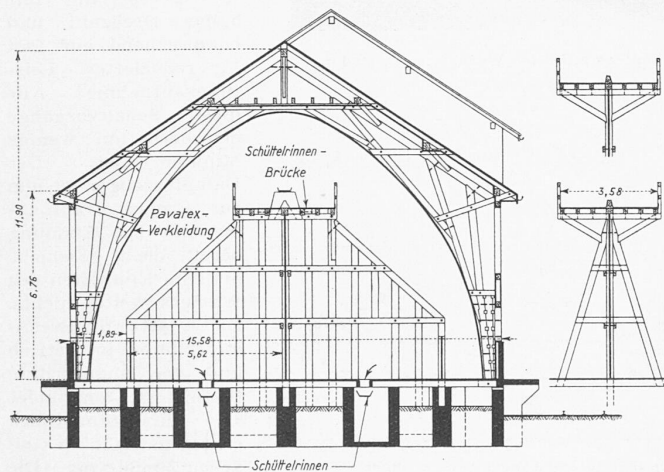 Schüttelrinnen-
Brücke
3,58
11,90
Pavatex-
Verkleidung
6,76
1,89
15,58
5,62
Schüttelrinnen